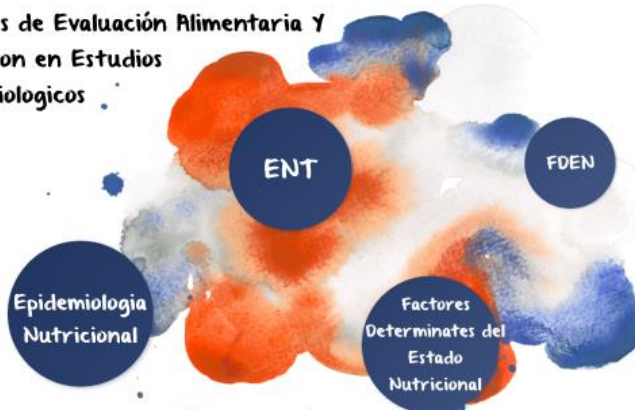 s de Evaluación Alimentaria Y
on en Estudios
iologicos
ENT
FDEN
Epidemiologia
Nutricional
Factores
Determinates del
Estado
Nutricional